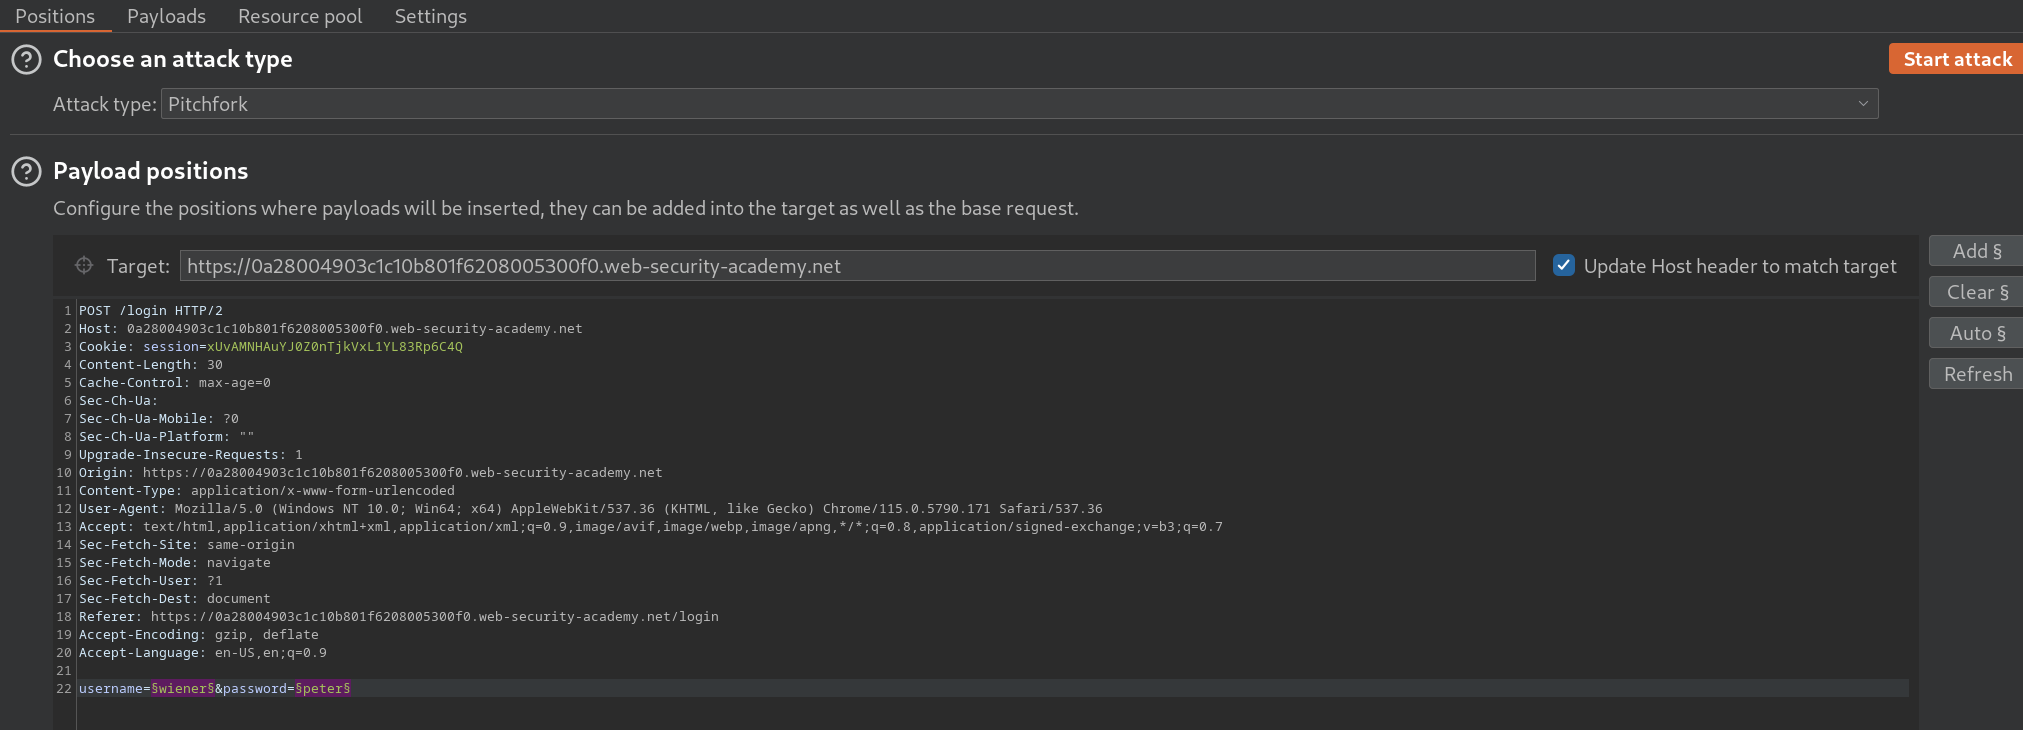 Positions Payloads Resource pool Settings
Choose an attack type
Start attack
Attack type: Pitchfork
Payload positions
Configure the positions where payloads will be inserted, they can be added into the target as well as the base request.
Target: https://0a28004903c1c10b801f6208005300f0.web-security-academy.net
Update Host header to match target
Add §
Clear §
Auto §
Refresh
1 POST /login HTTP/2
2 Host: 0a28004903c1c10b801f6208005300f0.web-security-academy.net
3 Cookie: session=xUvAMNHAuYJ0Z0nTjkVxL1YL83Rp6C4Q
4 Content-Length: 30
5 Cache-Control: max-age=0
6 Sec-Ch-Ua:
7 Sec-Ch-Ua-Mobile: ?0
8 Sec-Ch-Ua-Platform: ""
9 Upgrade-Insecure-Requests: 1
10 Origin: https://0a28004903c1c10b801f6208005300f0.web-security-academy.net
11 Content-Type: application/x-www-form-urlencoded
12 User-Agent: Mozilla/5.0 (Windows NT 10.0; Win64; x64) AppleWebKit/537.36 (KHTML, like Gecko) Chrome/115.0.5790.171 Safari/537.36
13 Accept: text/html,application/xhtml+xml,application/xml;q=0.9,image/avif,image/webp,image/apng,*/*;q=0.8,application/signed-exchange;v=b3;q=0.7
14 Sec-Fetch-Site: same-origin
15 Sec-Fetch-Mode: navigate
16 Sec-Fetch-User: ?1
17 Sec-Fetch-Dest: document
18 Referer: https://0a28004903c1c10b801f6208005300f0.web-security-academy.net/login
19 Accept-Encoding: gzip, deflate
20 Accept-Language: en-US,en;q=0.9
21
22 username=§wiener§&password=§peter§